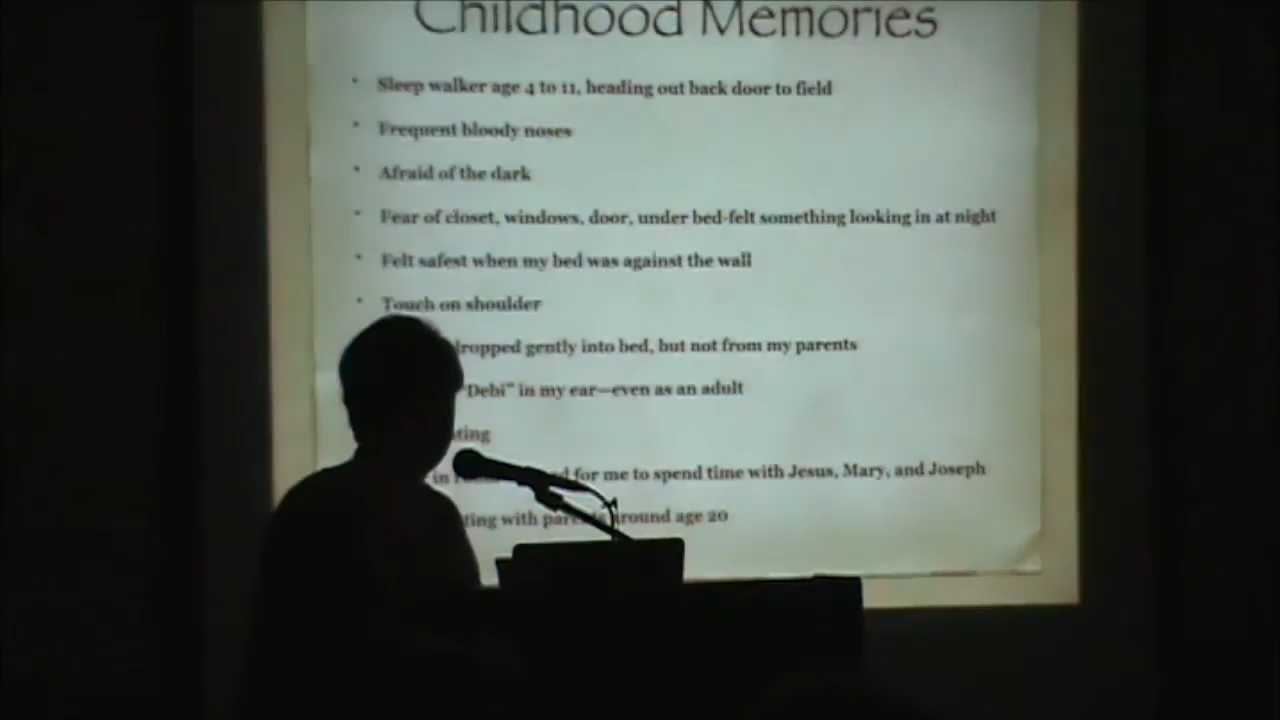 Childhood Memories
• Sleep walker age 4 to 11, heading out back door to field
• Frequent bloody noses
• Afraid of the dark
• Fear of closet, windows, door, under bed-felt something looking in at night
• Felt safest when my bed was against the wall
• Touch on shoulder
dropped gently into bed, but not from my parents
"Debi" in my ear—even as an adult
ting
in for me to spend time with Jesus, Mary, and Joseph
ting with parents around age 20